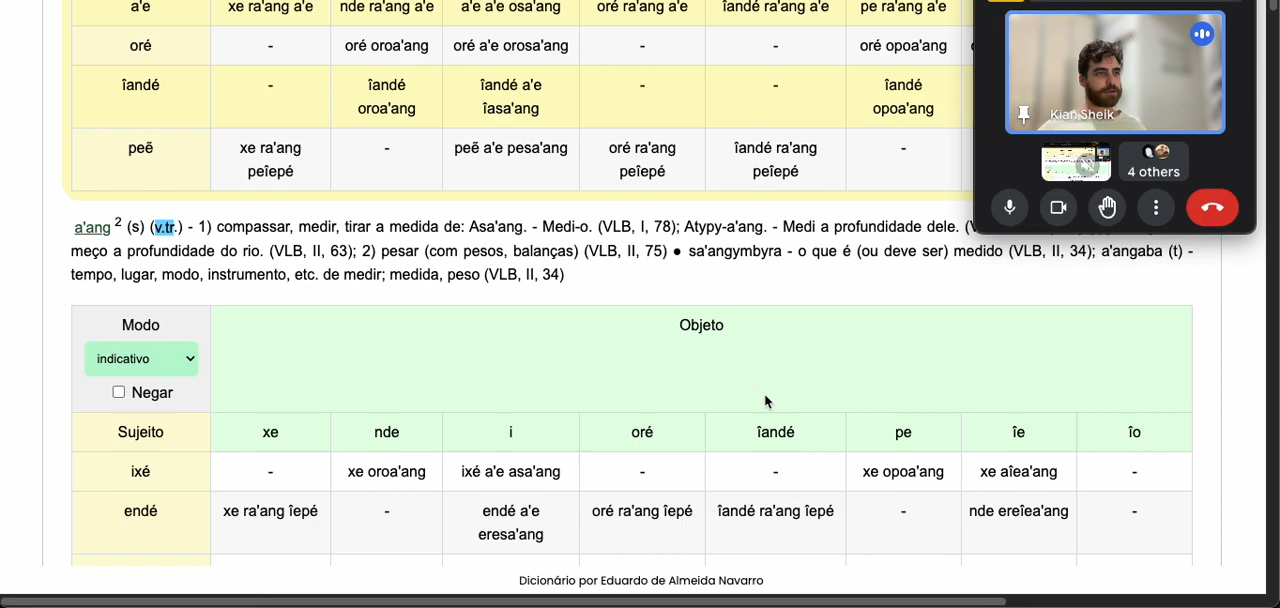 a'e xe ra'ang a'e nde ra'ang a'e a'e a'e osa'ang oré ra'ang a'e îandé ra'ang a'e pe ra'ang a'e
oré - oré oroa'ang oré a'e orosa'ang - - oré opoa'ang
îandé - îandé oroa'ang îandé a'e îasa'ang - - îandé opoa'ang
peẽ xe ra'ang peîepé - peẽ a'e pesa'ang oré ra'ang peîepé îandé ra'ang peîepé -
a'ang 2 (s) (v.tr.) - 1) compassar, medir, tirar a medida de: Asa'ang. - Medi-o. (VLB, I, 78); Atypy-a'ang. - Medi a profundidade dele.
meço a profundidade do rio. (VLB, II, 63); 2) pesar (com pesos, balanças) (VLB, II, 75) ● sa'angymbyra - o que é (ou deve ser) medido (VLB, II, 34); a'angaba (t) -
tempo, lugar, modo, instrumento, etc. de medir; medida, peso (VLB, II, 34)
Modo Objeto
indicativo
Negar
Sujeito xe nde i oré îandé pe îe îo
ixé - xe oroa'ang ixé a'e asa'ang - - xe opoa'ang xe aîea'ang -
endé xe ra'ang îepé - endé a'e eresa'ang oré ra'ang îepé îandé ra'ang îepé - nde ereîea'ang -
Dicionário por Eduardo de Almeida Navarro
Kian Sheik
4 others